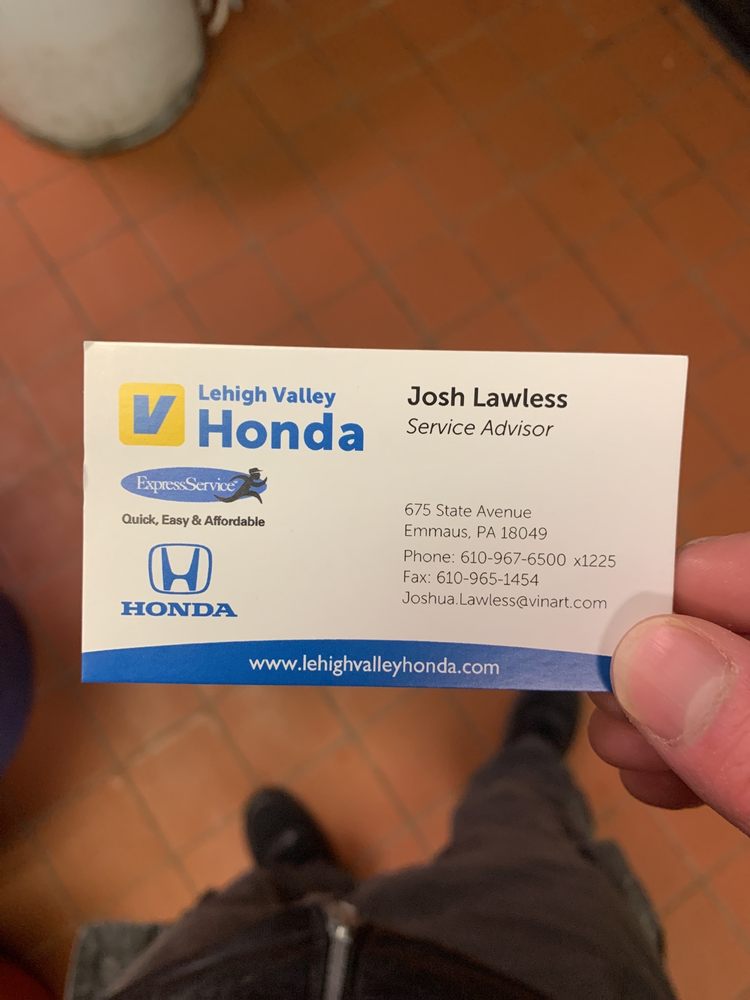 V
Lehigh Valley
Honda
ExpressService
Quick, Easy & Affordable
HONDA
Josh Lawless
Service Advisor
675 State Avenue
Emmaus, PA 18049
Phone: 610-967-6500 x1225
Fax: 610-965-1454
Joshua.Lawless@vinart.com
www.lehighvalleyhonda.com